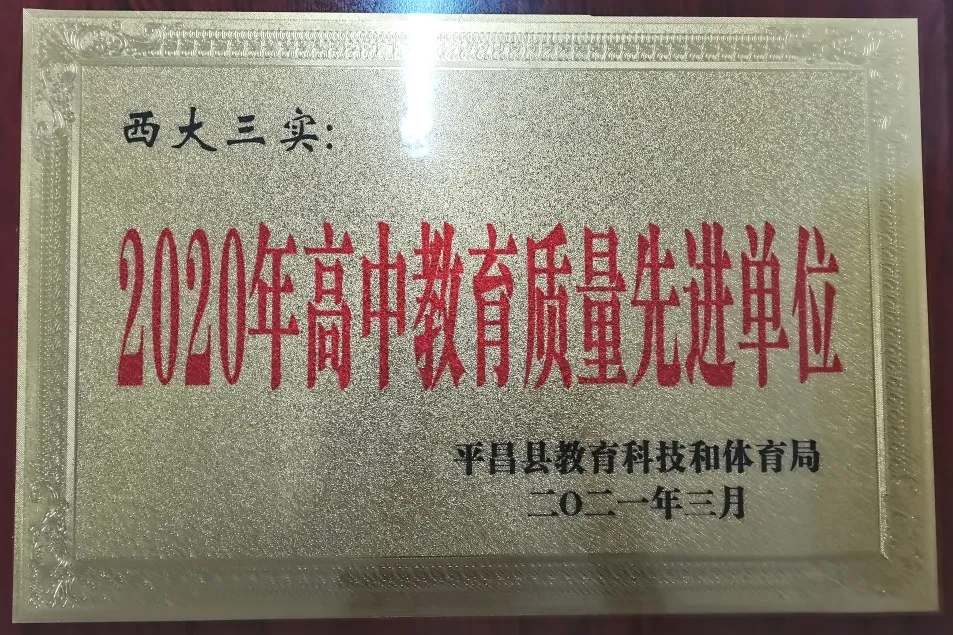 西大三实:
2020年高中教育质量先进单位
平昌县教育科技和体育局
二〇二一年三月